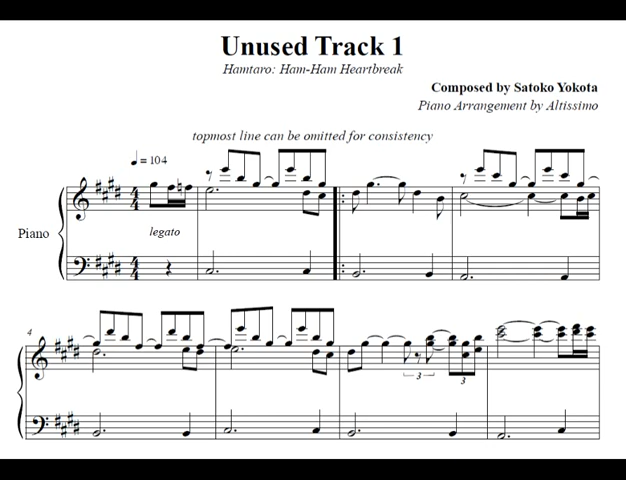 Unused Track 1
Hamtaro: Ham-Ham Heartbreak
Composed by Satoko Yokota
Piano Arrangement by Altissimo
topmost line can be omitted for consistency
♩ = 104
Piano
legato
4
3
3